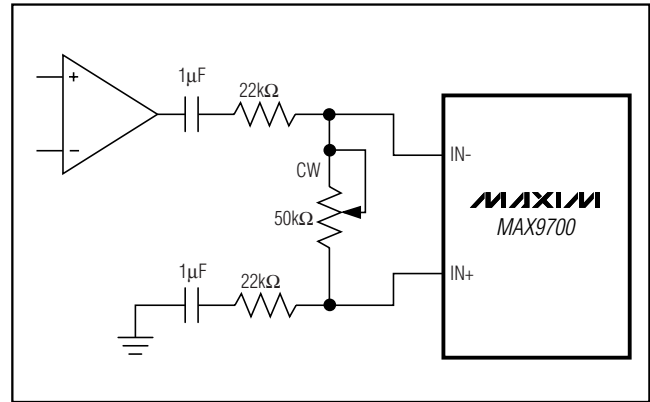 +
−
1µF
22kΩ
CW
50kΩ
1µF
22kΩ
IN-
MAXIM
MAX9700
IN+